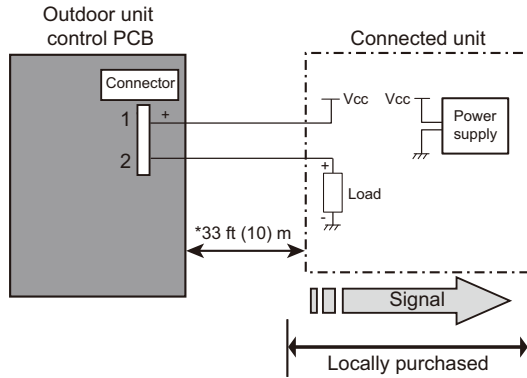 Outdoor unit
control PCB
Connected unit
Connector
1
+
Vcc
Vcc
Power
supply
2
+
Load
-
*33 ft (10) m
Signal
Locally purchased